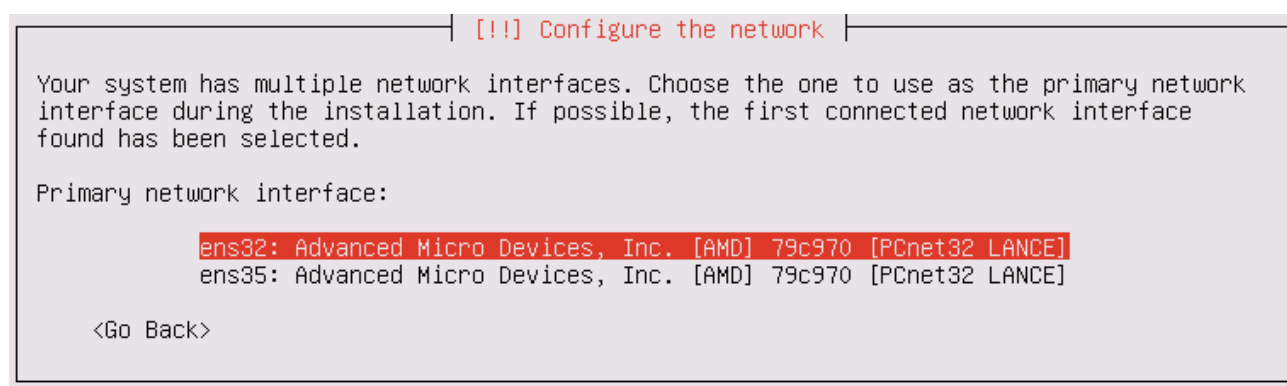 [!!] Configure the network
Your system has multiple network interfaces. Choose the one to use as the primary network
interface during the installation. If possible, the first connected network interface
found has been selected.
Primary network interface:
ens32: Advanced Micro Devices, Inc. [AMD] 79c970 [PCnet32 LANCE]
ens35: Advanced Micro Devices, Inc. [AMD] 79c970 [PCnet32 LANCE]
<Go Back>